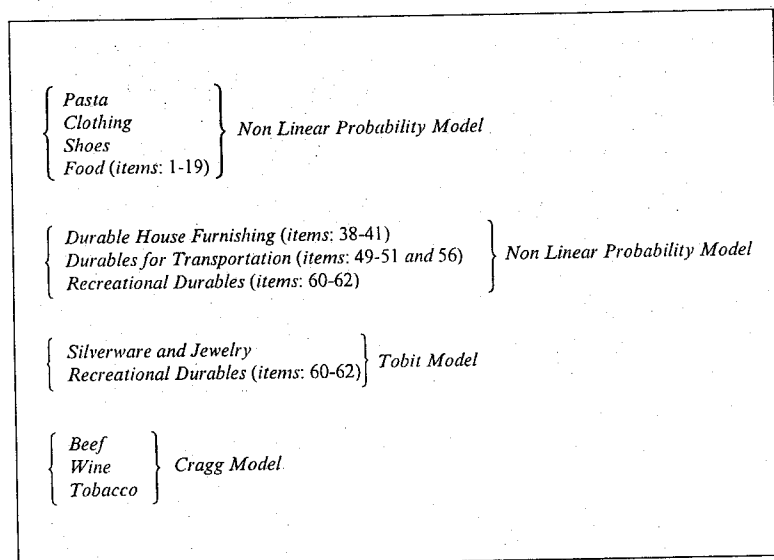 Pasta
Clothing
Shoes
Food (items: 1-19)
Non Linear Probability Model
Durable House Furnishing (items: 38-41)
Durables for Transportation (items: 49-51 and 56)
Recreational Durables (items: 60-62)
Non Linear Probability Model
Silverware and Jewelry
Recreational Durables (items: 60-62)
Tobit Model
Beef
Wine
Tobacco
Cragg Model